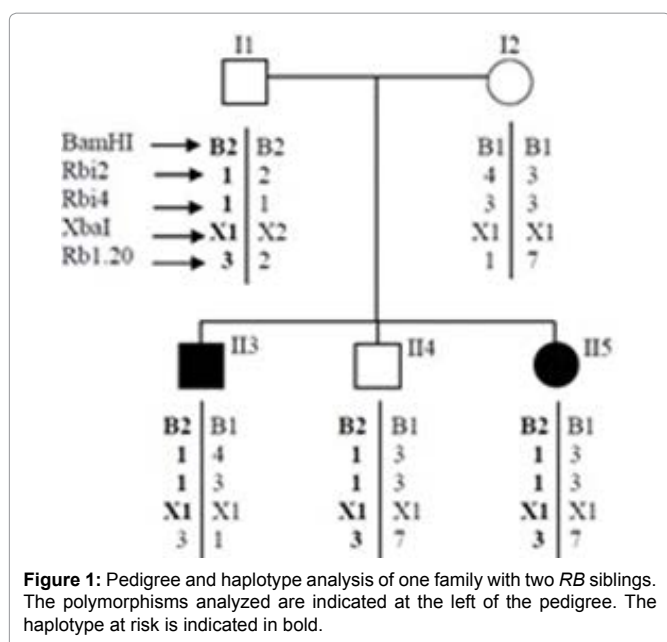 I1 I2
BamHI B2 B2 B1 B1
Rbi2 1 2 4 3
Rbi4 1 1 3 3
XbaI X1 X2 X1 X1
Rb1.20 3 2 1 7
II3 II4 II5
B2 B1 B2 B1 B2 B1
1 4 1 3 1 3
1 3 1 3 1 3
X1 X1 X1 X1 X1 X1
3 1 3 7 3 7
Figure 1: Pedigree and haplotype analysis of one family with two RB siblings.
The polymorphisms analyzed are indicated at the left of the pedigree. The
haplotype at risk is indicated in bold.